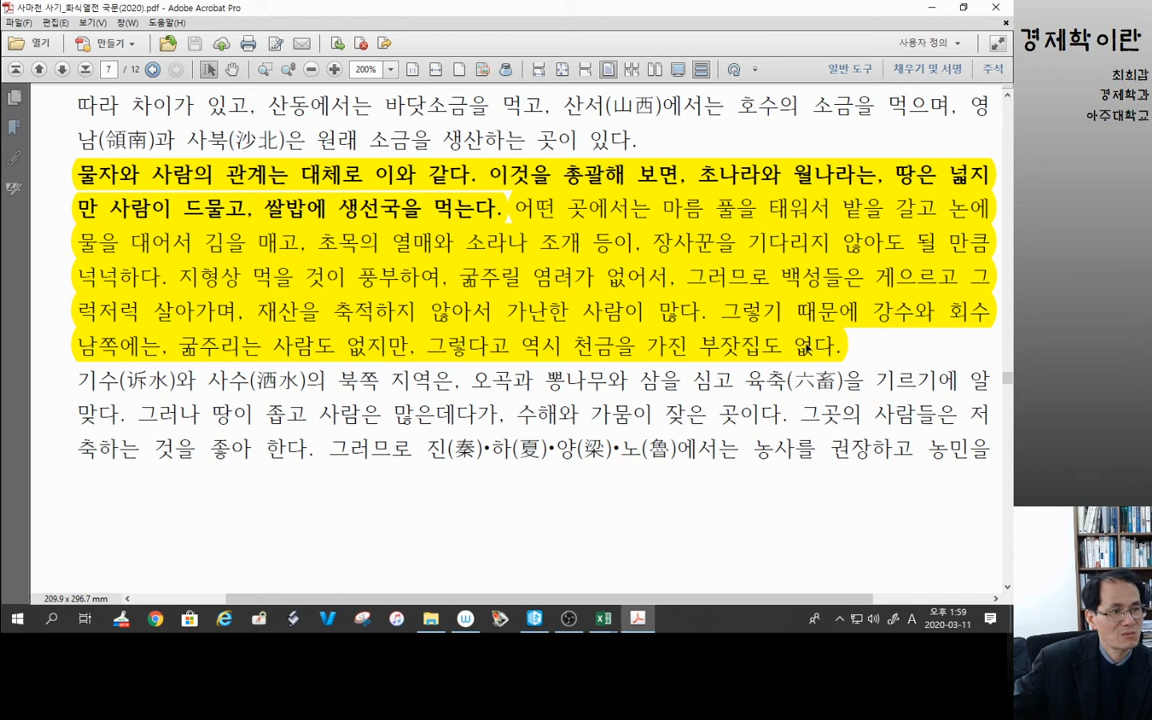 사마천 사기_화식열전 국문(2020).pdf - Adobe Acrobat Pro
파일(F) 편집(E) 보기(V) 창(W) 도움말(H)
열기 만들기 사용자 정의
7 / 12 200% 일반 도구 채우기 및 서명 주석
따라 차이가 있고, 산동에서는 바닷소금을 먹고, 산서(山西)에서는 호수의 소금을 먹으며, 영
남(領南)과 사북(沙北)은 원래 소금을 생산하는 곳이 있다.
물자와 사람의 관계는 대체로 이와 같다. 이것을 총괄해 보면, 초나라와 월나라는, 땅은 넓지
만 사람이 드물고, 쌀밥에 생선국을 먹는다. 어떤 곳에서는 마름 풀을 태워서 밭을 갈고 논에
물을 대어서 김을 매고, 초목의 열매와 소라나 조개 등이, 장사꾼을 기다리지 않아도 될 만큼
넉넉하다. 지형상 먹을 것이 풍부하여, 굶주릴 염려가 없어서, 그러므로 백성들은 게으르고 그
럭저럭 살아가며, 재산을 축적하지 않아서 가난한 사람이 많다. 그렇기 때문에 강수와 회수
남쪽에는, 굶주리는 사람도 없지만, 그렇다고 역시 천금을 가진 부잣집도 없다.
기수(诉水)와 사수(洒水)의 북쪽 지역은, 오곡과 뽕나무와 삼을 심고 육축(六畜)을 기르기에 알
맞다. 그러나 땅이 좁고 사람은 많은데다가, 수해와 가뭄이 잦은 곳이다. 그곳의 사람들은 저
축하는 것을 좋아 한다. 그러므로 진(秦)•하(夏)•양(梁)•노(魯)에서는 농사를 권장하고 농민을
209.9 x 296.7 mm
오후 1:59
2020-03-11
경제학이란
최희갑
경제학과
아주대학교